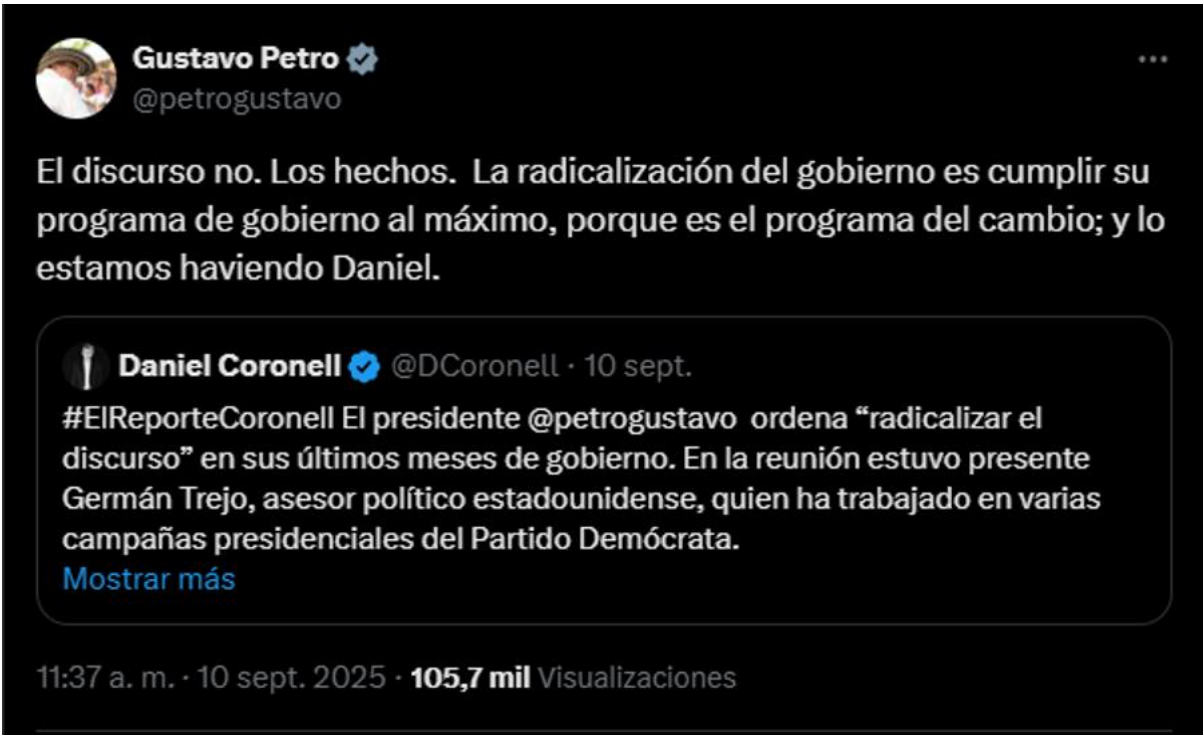 Gustavo Petro
@petrogustavo
El discurso no. Los hechos.  La radicalización del gobierno es cumplir su
programa de gobierno al máximo, porque es el programa del cambio; y lo
estamos haviendo Daniel.
Daniel Coronell @DCoronell · 10 sept.
#ElReporteCoronell El presidente @petrogustavo  ordena “radicalizar el
discurso” en sus últimos meses de gobierno. En la reunión estuvo presente
Germán Trejo, asesor político estadounidense, quien ha trabajado en varias
campañas presidenciales del Partido Demócrata.
Mostrar más
11:37 a. m. · 10 sept. 2025 · 105,7 mil Visualizaciones